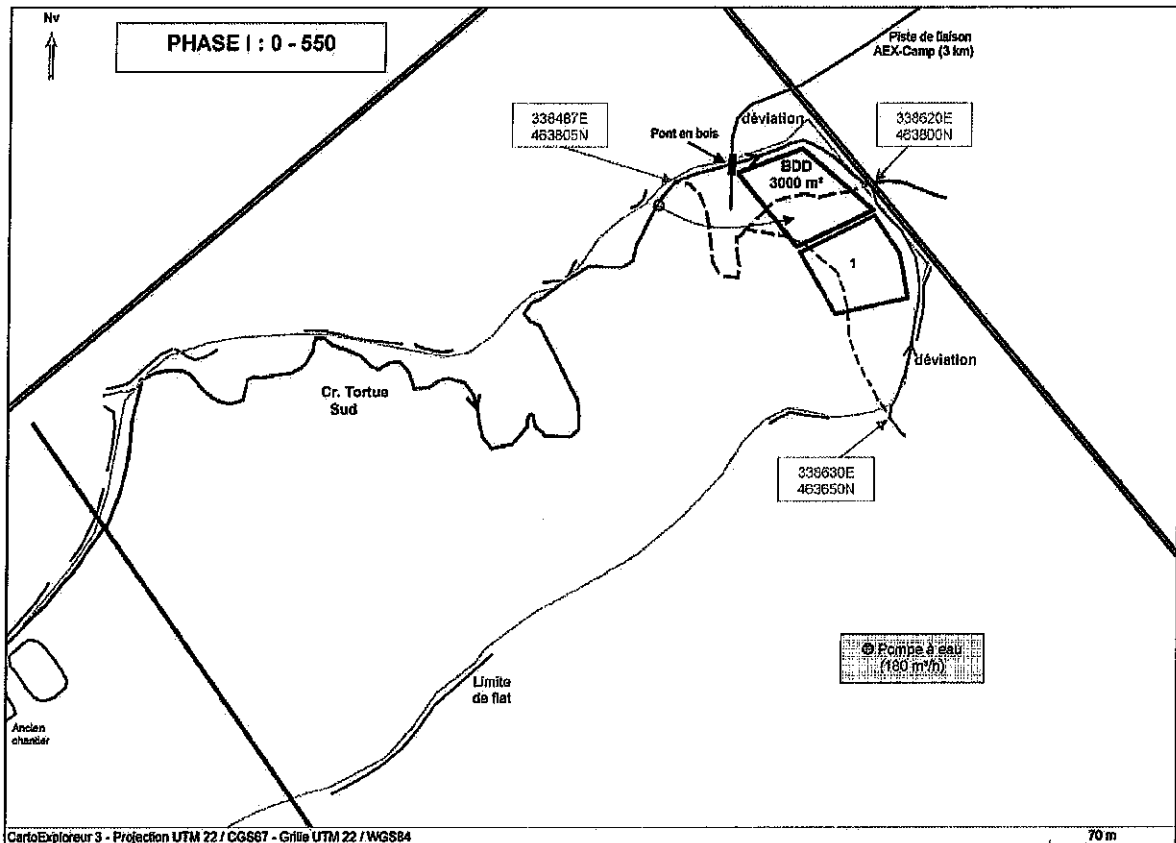 Nv
PHASE I : 0 - 550
Piste de liaison
AEX-Camp (3 km)
338487E
463805N
Pont en bois
déviation
338620E
463800N
BDD
3000 m²
1
déviation
Cr. Tortue
Sud
338630E
463650N
Pompe à eau
(180 m³/h)
Limite
de flat
Ancien
chantier
CartoExploreur 3 - Projection UTM 22 / CGS67 - Grille UTM 22 / WGS84
70 m